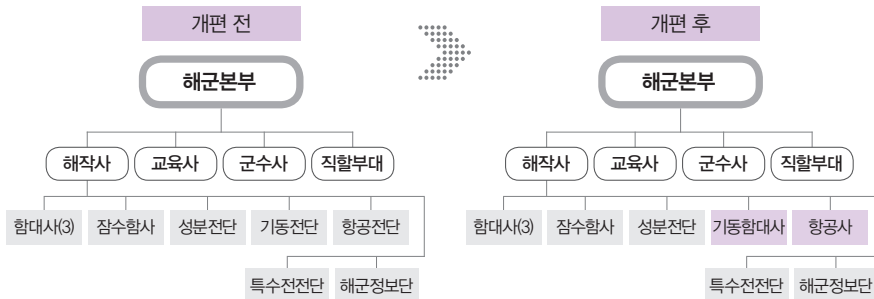 개편 전
개편 후
해군본부
해군본부
해작사 교육사 군수사 직할부대
해작사 교육사 군수사 직할부대
함대사(3) 잠수함사 성분전단 기동전단 항공전단
함대사(3) 잠수함사 성분전단 기동함대사 항공사
특수전전단 해군정보단
특수전전단 해군정보단